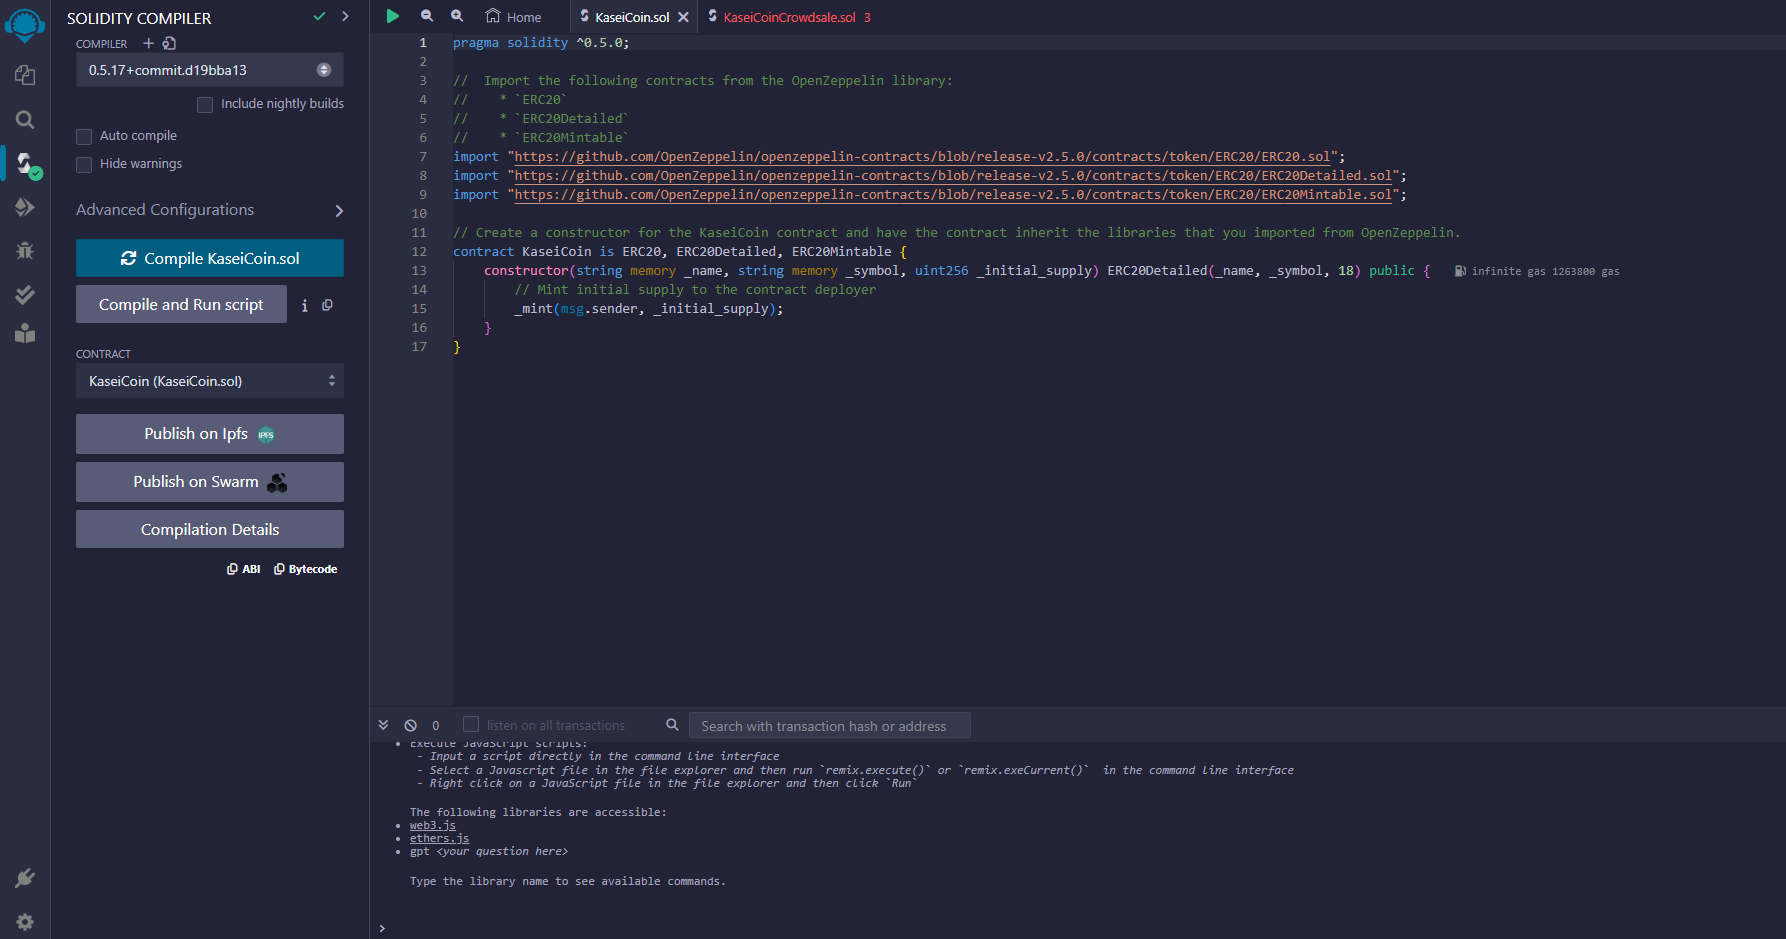 SOLIDITY COMPILER
COMPILER
0.5.17+commit.d19bba13
Include nightly builds
Auto compile
Hide warnings
Advanced Configurations
Compile KaseiCoin.sol
Compile and Run script
CONTRACT
KaseiCoin (KaseiCoin.sol)
Publish on Ipfs
IPFS
Publish on Swarm
Compilation Details
ABI Bytecode
Home KaseiCoin.sol KaseiCoinCrowdsale.sol 3
1 pragma solidity ^0.5.0;
2
3 //  Import the following contracts from the OpenZeppelin library:
4 //    * `ERC20`
5 //    * `ERC20Detailed`
6 //    * `ERC20Mintable`
7 import "https://github.com/OpenZeppelin/openzeppelin-contracts/blob/release-v2.5.0/contracts/token/ERC20/ERC20.sol";
8 import "https://github.com/OpenZeppelin/openzeppelin-contracts/blob/release-v2.5.0/contracts/token/ERC20/ERC20Detailed.sol";
9 import "https://github.com/OpenZeppelin/openzeppelin-contracts/blob/release-v2.5.0/contracts/token/ERC20/ERC20Mintable.sol";
10
11 // Create a constructor for the KaseiCoin contract and have the contract inherit the libraries that you imported from OpenZeppelin.
12 contract KaseiCoin is ERC20, ERC20Detailed, ERC20Mintable {
13     constructor(string memory _name, string memory _symbol, uint256 _initial_supply) ERC20Detailed(_name, _symbol, 18) public {   infinite gas 1263800 gas
14         // Mint initial supply to the contract deployer
15         _mint(msg.sender, _initial_supply);
16     }
17 }
0 listen on all transactions Search with transaction hash or address
• Execute JavaScript scripts:
- Input a script directly in the command line interface
- Select a Javascript file in the file explorer and then run `remix.execute()` or `remix.exeCurrent()`  in the command line interface
- Right click on a JavaScript file in the file explorer and then click `Run`
The following libraries are accessible:
• web3.js
• ethers.js
• gpt <your question here>
Type the library name to see available commands.
>